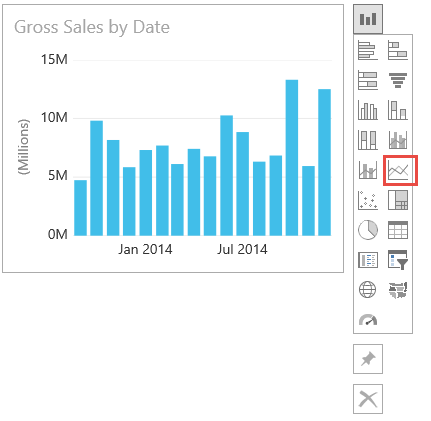 Gross Sales by Date
15M
10M
5M
0M
(Millions)
Jan 2014
Jul 2014